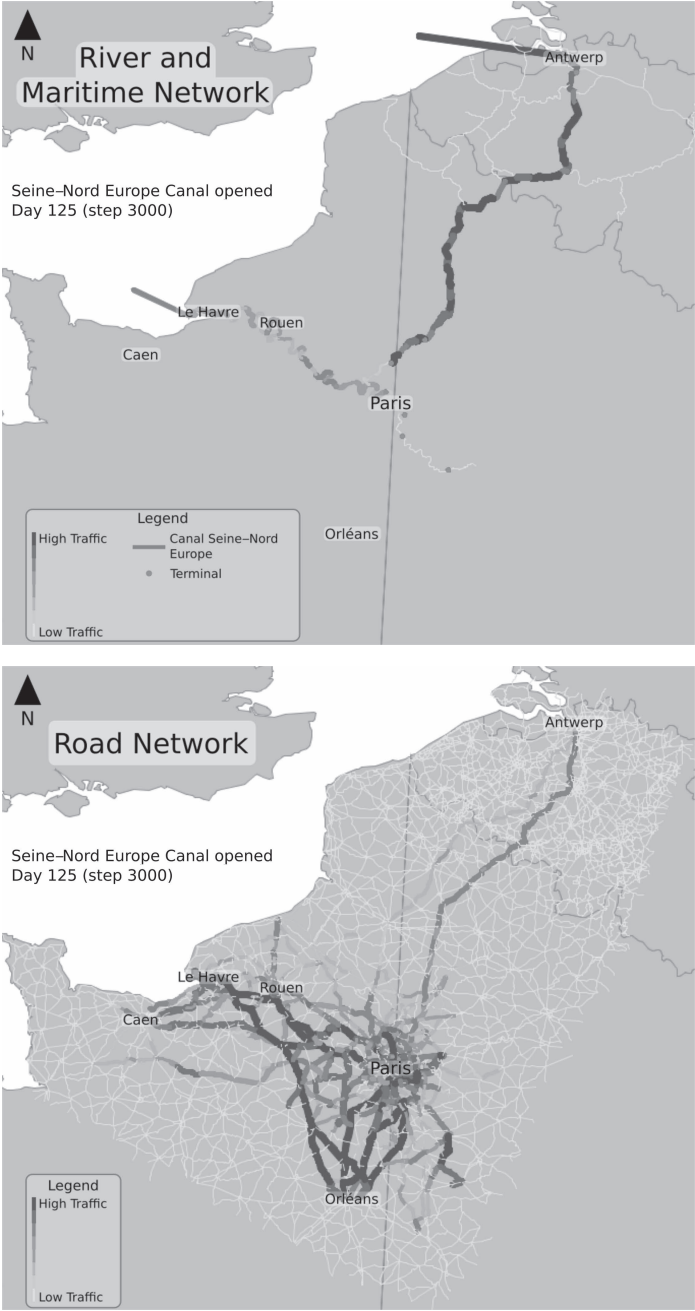 N
River and
Maritime Network
Antwerp
Seine–Nord Europe Canal opened
Day 125 (step 3000)
Le Havre
Rouen
Caen
Paris
Orléans
Legend
High Traffic
Low Traffic
Canal Seine–Nord
Europe
Terminal
N
Road Network
Antwerp
Seine–Nord Europe Canal opened
Day 125 (step 3000)
Le Havre
Rouen
Caen
Paris
Orléans
Legend
High Traffic
Low Traffic